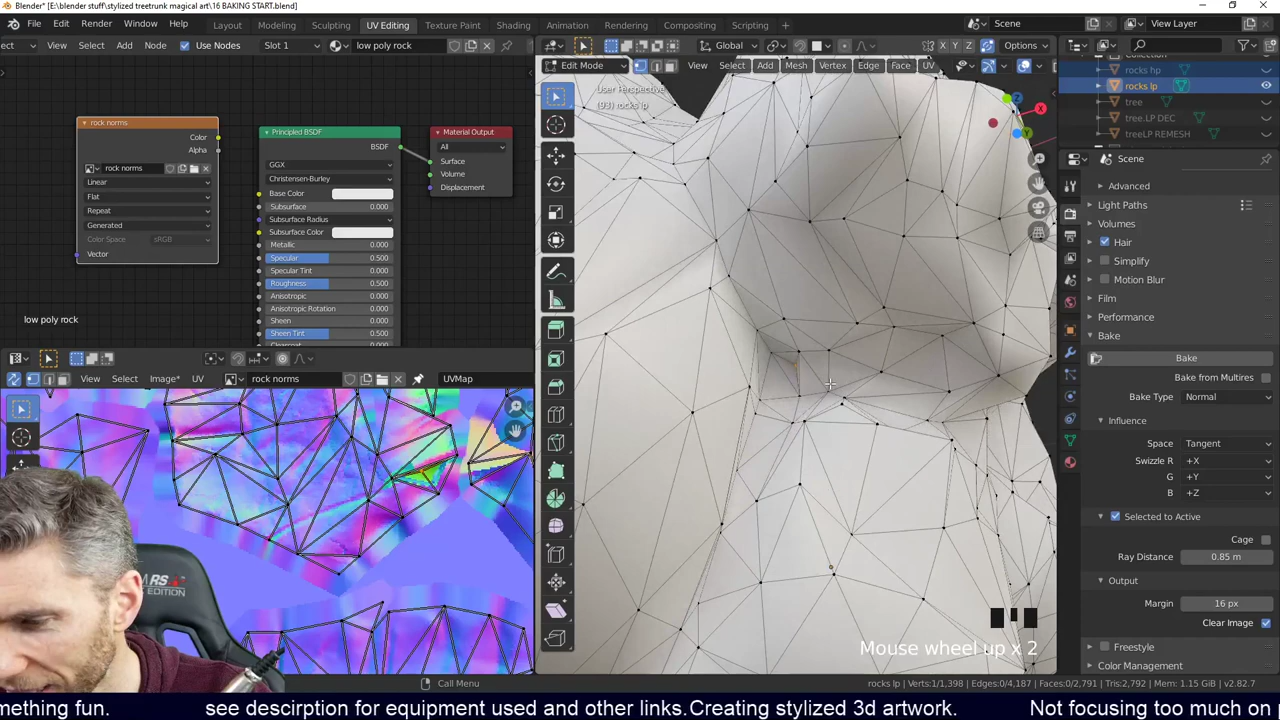 Blender* [E:\blender stuff\stylized treetrunk magical art\16 BAKING START.blend]
File Edit Render Window Help Layout Modeling Sculpting UV Editing Texture Paint Shading Animation Rendering Compositing Scripting Scene View Layer
ect View Select Add Node Use Nodes Slot 1 low poly rock
Global X Y Z Options
Edit Mode View Select Add Mesh Vertex Edge Face UV
User Perspective
(93) rocks lp
rock norms
Color
Alpha
rock norms
Linear
Flat
Repeat
Generated
Color Space sRGB
Vector
Principled BSDF
BSDF
GGX
Christensen-Burley
Base Color
Subsurface 0.000
Subsurface Radius
Subsurface Color
Metallic 0.000
Specular 0.500
Specular Tint 0.000
Roughness 0.500
Anisotropic 0.000
Anisotropic Rotation 0.000
Sheen 0.000
Sheen Tint 0.500
Material Output
All
Surface
Volume
Displacement
low poly rock
View Select Image* UV rock norms UVMap
Collection
rocks hp
rocks lp
tree
tree.LP DEC
treeLP REMESH
Scene
Advanced
Light Paths
Volumes
Hair
Simplify
Motion Blur
Film
Performance
Bake
Bake
Bake from Multires
Bake Type Normal
Influence
Space Tangent
Swizzle R +X
G +Y
B +Z
Selected to Active
Cage
Ray Distance 0.85 m
Output
Margin 16 px
Clear Image
Freestyle
Color Management
Mouse wheel up x 2
RS
EDITION
Call Menu
rocks lp | Verts:1/1,398 | Edges:0/4,187 | Faces:0/2,791 | Tris:2,792 | Mem: 1.15 GiB | v2.82.7
mething fun. see descirption for equipment used and other links.Creating stylized 3d artwork. Not focusing too much on